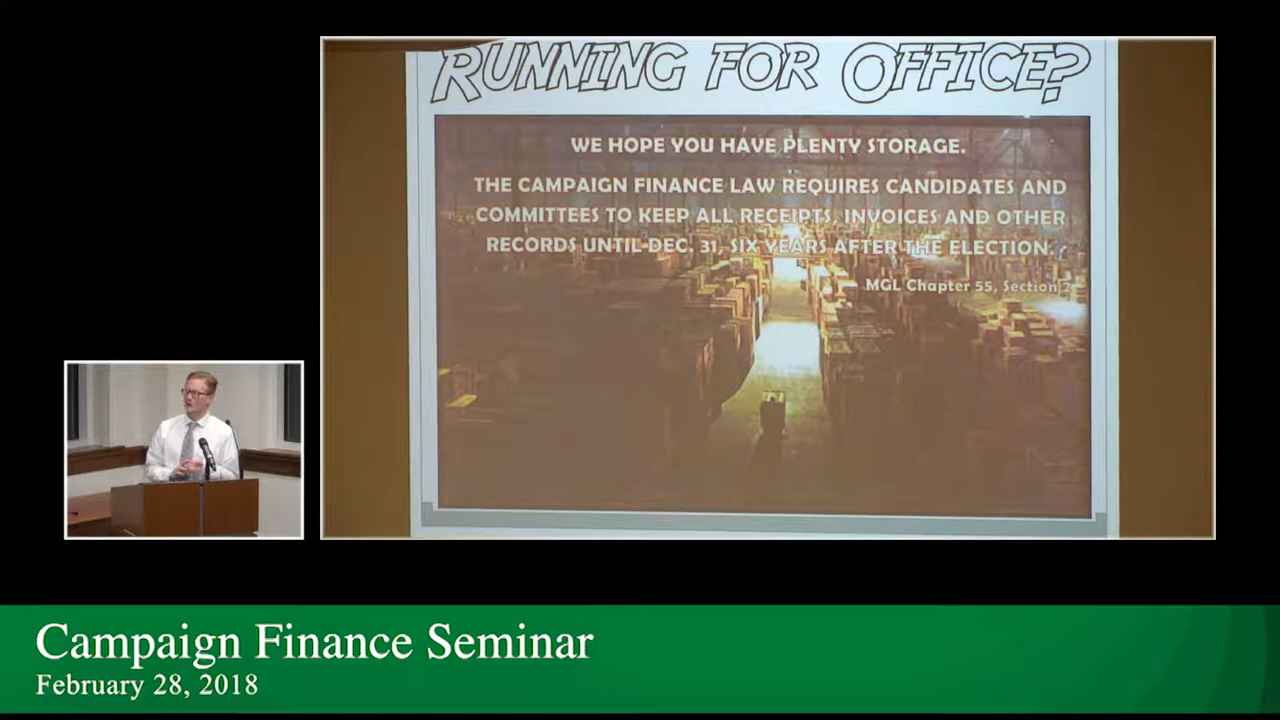 RUNNING FOR OFFICE?
WE HOPE YOU HAVE PLENTY STORAGE.
THE CAMPAIGN FINANCE LAW REQUIRES CANDIDATES AND
COMMITTEES TO KEEP ALL RECEIPTS, INVOICES AND OTHER
RECORDS UNTIL DEC. 31, SIX YEARS AFTER THE ELECTION.
MGL Chapter 55, Section 2
Campaign Finance Seminar
February 28, 2018